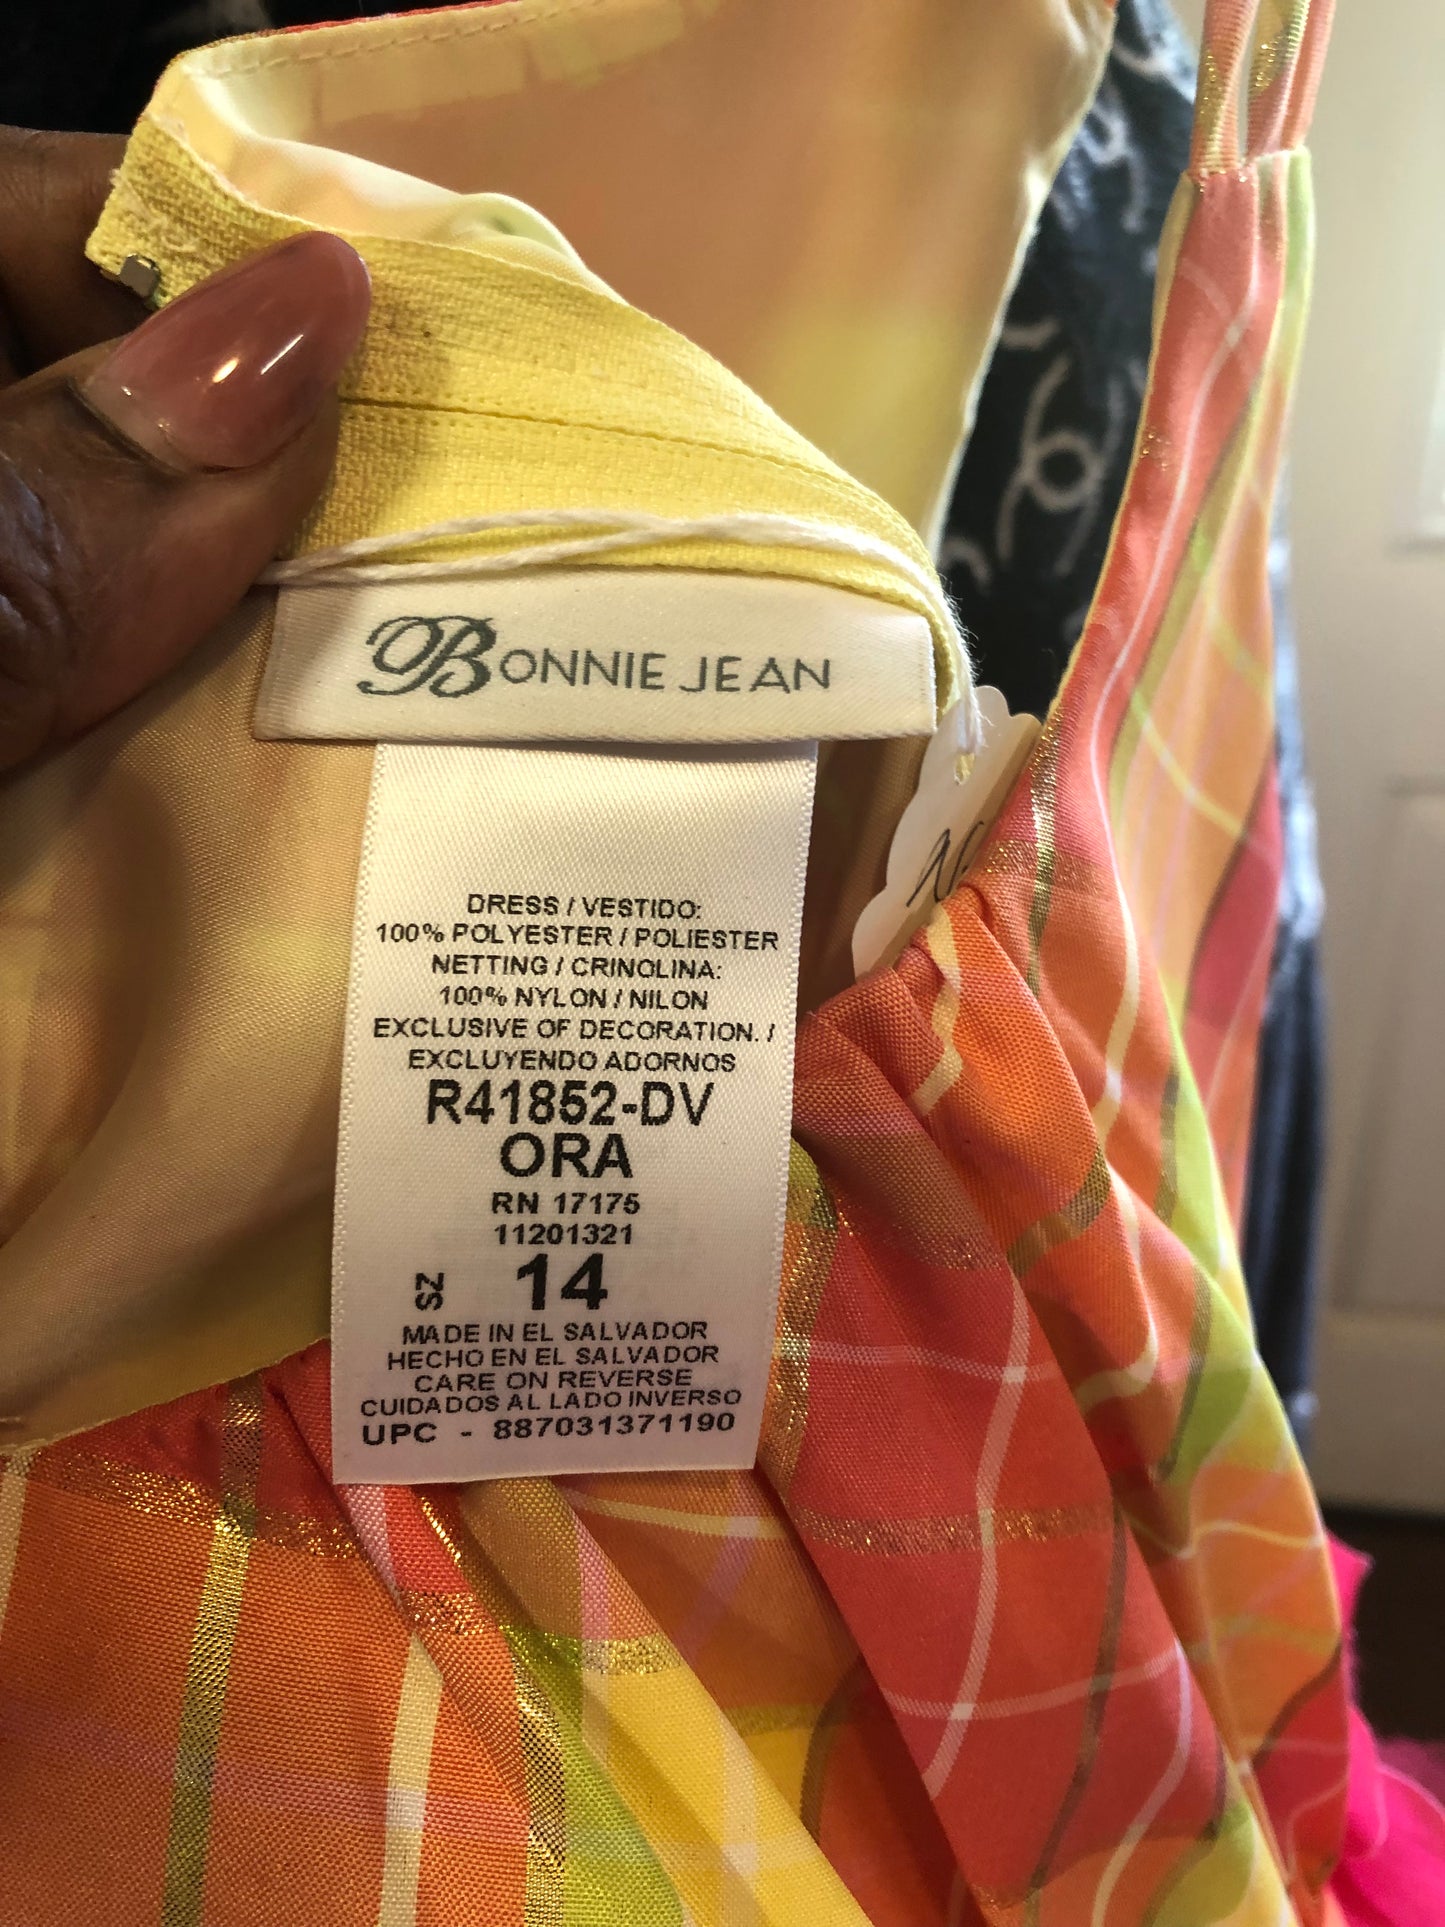 BONNIE JEAN
DRESS / VESTIDO:
100% POLYESTER / POLIESTER
NETTING / CRINOLINA:
100% NYLON / NILON
EXCLUSIVE OF DECORATION. /
EXCLUYENDO ADORNOS
R41852-DV
ORA
RN 17175
11201321
SZ 14
MADE IN EL SALVADOR
HECHO EN EL SALVADOR
CARE ON REVERSE
CUIDADOS AL LADO INVERSO
UPC - 887031371190